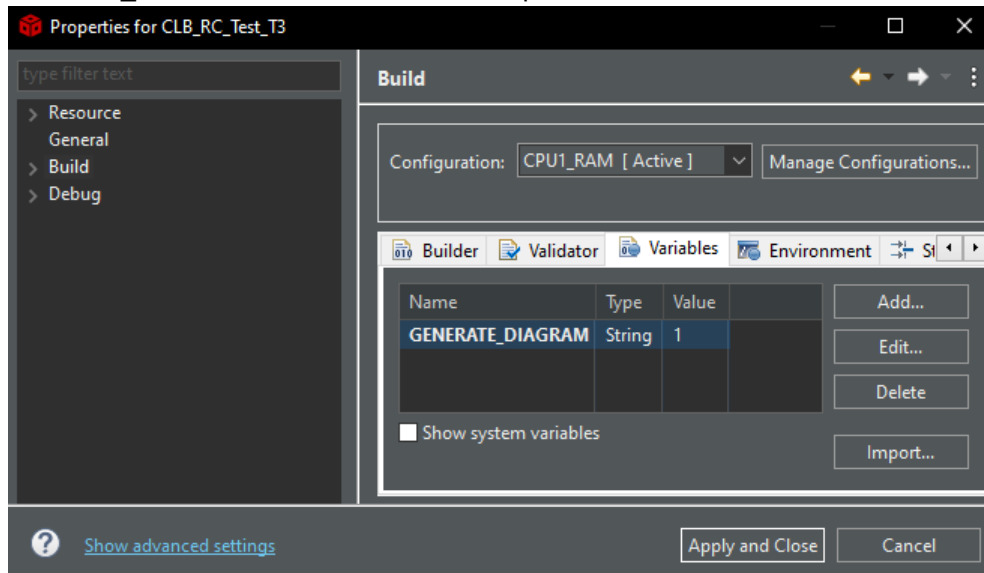 Properties for CLB_RC_Test_T3
type filter text
Resource
General
Build
Debug
Build
Configuration: CPU1_RAM [ Active ] Manage Configurations...
Builder Validator Variables Environment St
Name Type Value
GENERATE_DIAGRAM String 1
Add...
Edit...
Delete
Show system variables
Import...
Show advanced settings
Apply and Close Cancel